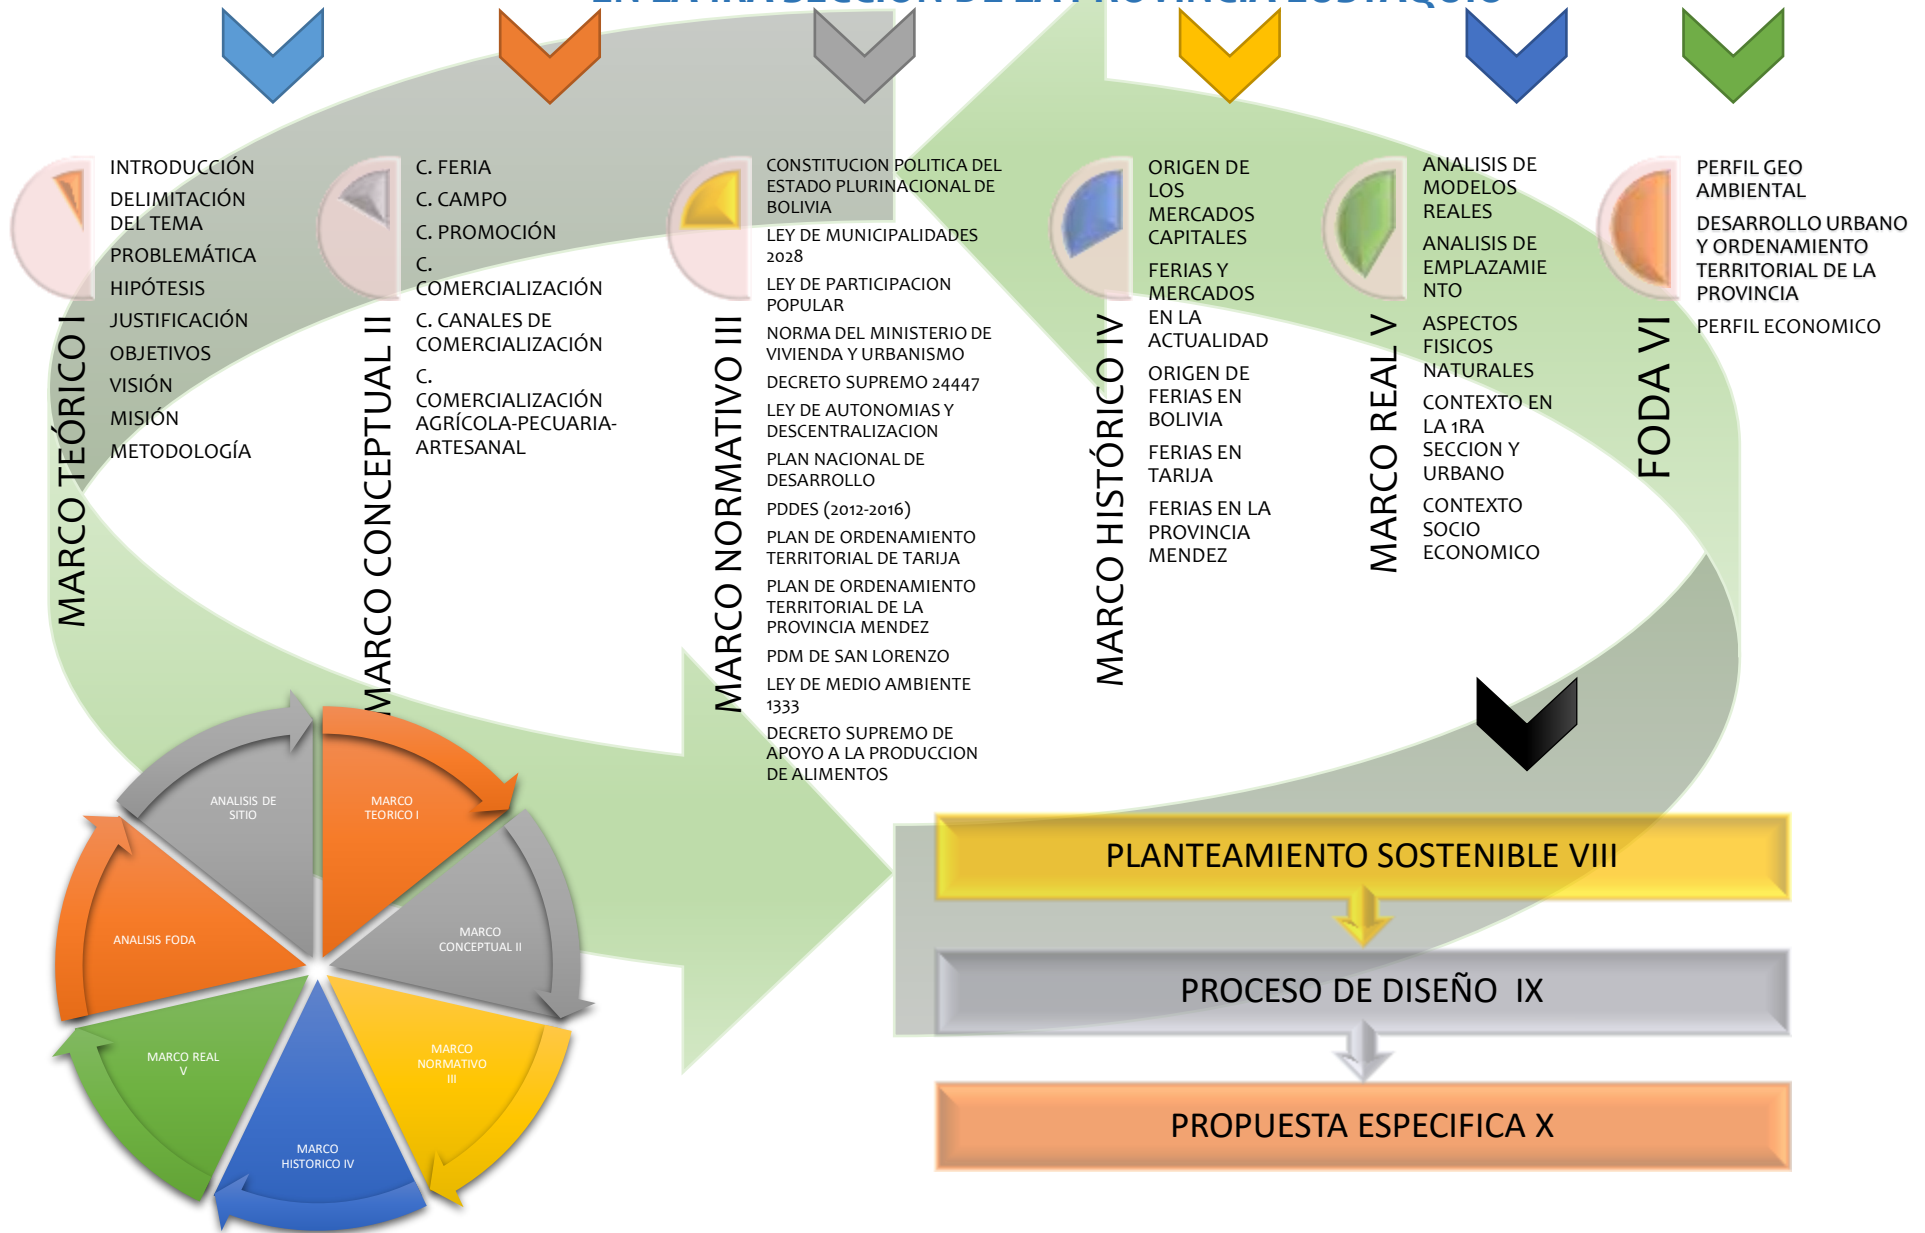 EN LA 1RA SECCION DE LA PROVINCIA EUSTAQUIO
MARCO TEÓRICO I
INTRODUCCIÓN
DELIMITACIÓN
DEL TEMA
PROBLEMÁTICA
HIPÓTESIS
JUSTIFICACIÓN
OBJETIVOS
VISIÓN
MISIÓN
METODOLOGÍA
MARCO CONCEPTUAL II
C. FERIA
C. CAMPO
C. PROMOCIÓN
C.
COMERCIALIZACIÓN
C. CANALES DE
COMERCIALIZACIÓN
C.
COMERCIALIZACIÓN
AGRÍCOLA-PECUARIA-
ARTESANAL
MARCO NORMATIVO III
CONSTITUCION POLITICA DEL
ESTADO PLURINACIONAL DE
BOLIVIA
LEY DE MUNICIPALIDADES
2028
LEY DE PARTICIPACION
POPULAR
NORMA DEL MINISTERIO DE
VIVIENDA Y URBANISMO
DECRETO SUPREMO 24447
LEY DE AUTONOMIAS Y
DESCENTRALIZACION
PLAN NACIONAL DE
DESARROLLO
PDDES (2012-2016)
PLAN DE ORDENAMIENTO
TERRITORIAL DE TARIJA
PLAN DE ORDENAMIENTO
TERRITORIAL DE LA
PROVINCIA MENDEZ
PDM DE SAN LORENZO
LEY DE MEDIO AMBIENTE
1333
DECRETO SUPREMO DE
APOYO A LA PRODUCCION
DE ALIMENTOS
MARCO HISTÓRICO IV
ORIGEN DE
LOS
MERCADOS
CAPITALES
FERIAS Y
MERCADOS
EN LA
ACTUALIDAD
ORIGEN DE
FERIAS EN
BOLIVIA
FERIAS EN
TARIJA
FERIAS EN LA
PROVINCIA
MENDEZ
MARCO REAL V
ANALISIS DE
MODELOS
REALES
ANALISIS DE
EMPLAZAMIE
NTO
ASPECTOS
FISICOS
NATURALES
CONTEXTO EN
LA 1RA
SECCION Y
URBANO
CONTEXTO
SOCIO
ECONOMICO
FODA VI
PERFIL GEO
AMBIENTAL
DESARROLLO URBANO
Y ORDENAMIENTO
TERRITORIAL DE LA
PROVINCIA
PERFIL ECONOMICO
MARCO
TEORICO I
MARCO
CONCEPTUAL II
MARCO
NORMATIVO
III
MARCO
HISTORICO IV
MARCO REAL
V
ANALISIS FODA
ANALISIS DE
SITIO
PLANTEAMIENTO SOSTENIBLE VIII
PROCESO DE DISEÑO IX
PROPUESTA ESPECIFICA X